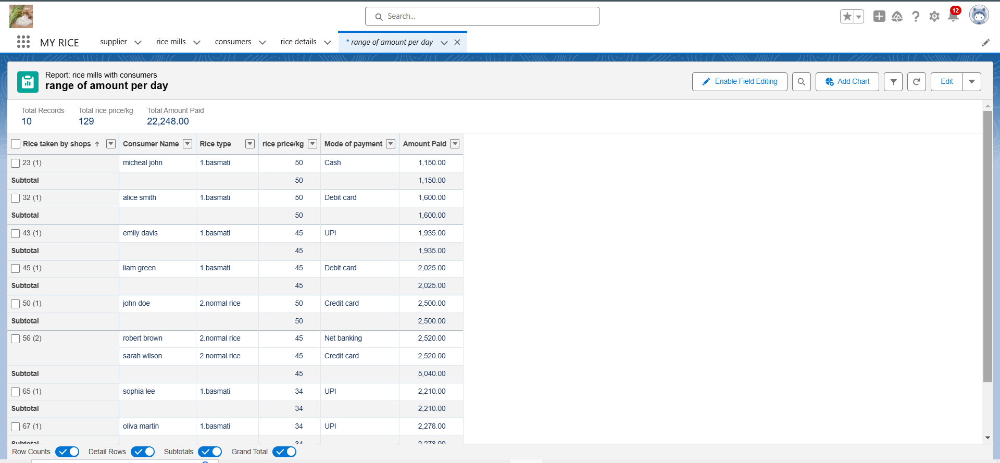 Search...
12
MY RICE supplier rice mills consumers rice details * range of amount per day
Report: rice mills with consumers
range of amount per day
Enable Field Editing Add Chart Edit
Total Records Total rice price/kg Total Amount Paid
10 129 22,248.00
Rice taken by shops ↑ Consumer Name Rice type rice price/kg Mode of payment Amount Paid
23 (1) micheal john 1.basmati 50 Cash 1,150.00
Subtotal 50 1,150.00
32 (1) alice smith 1.basmati 50 Debit card 1,600.00
Subtotal 50 1,600.00
43 (1) emily davis 1.basmati 45 UPI 1,935.00
Subtotal 45 1,935.00
45 (1) liam green 1.basmati 45 Debit card 2,025.00
Subtotal 45 2,025.00
50 (1) john doe 2.normal rice 50 Credit card 2,500.00
Subtotal 50 2,500.00
56 (2) robert brown 2.normal rice 45 Net banking 2,520.00
sarah wilson 2.normal rice 45 Credit card 2,520.00
Subtotal 45 5,040.00
65 (1) sophia lee 1.basmati 34 UPI 2,210.00
Subtotal 34 2,210.00
67 (1) oliva martin 1.basmati 34 UPI 2,278.00
Subtotal 34 2,278.00
Row Counts Detail Rows Subtotals Grand Total